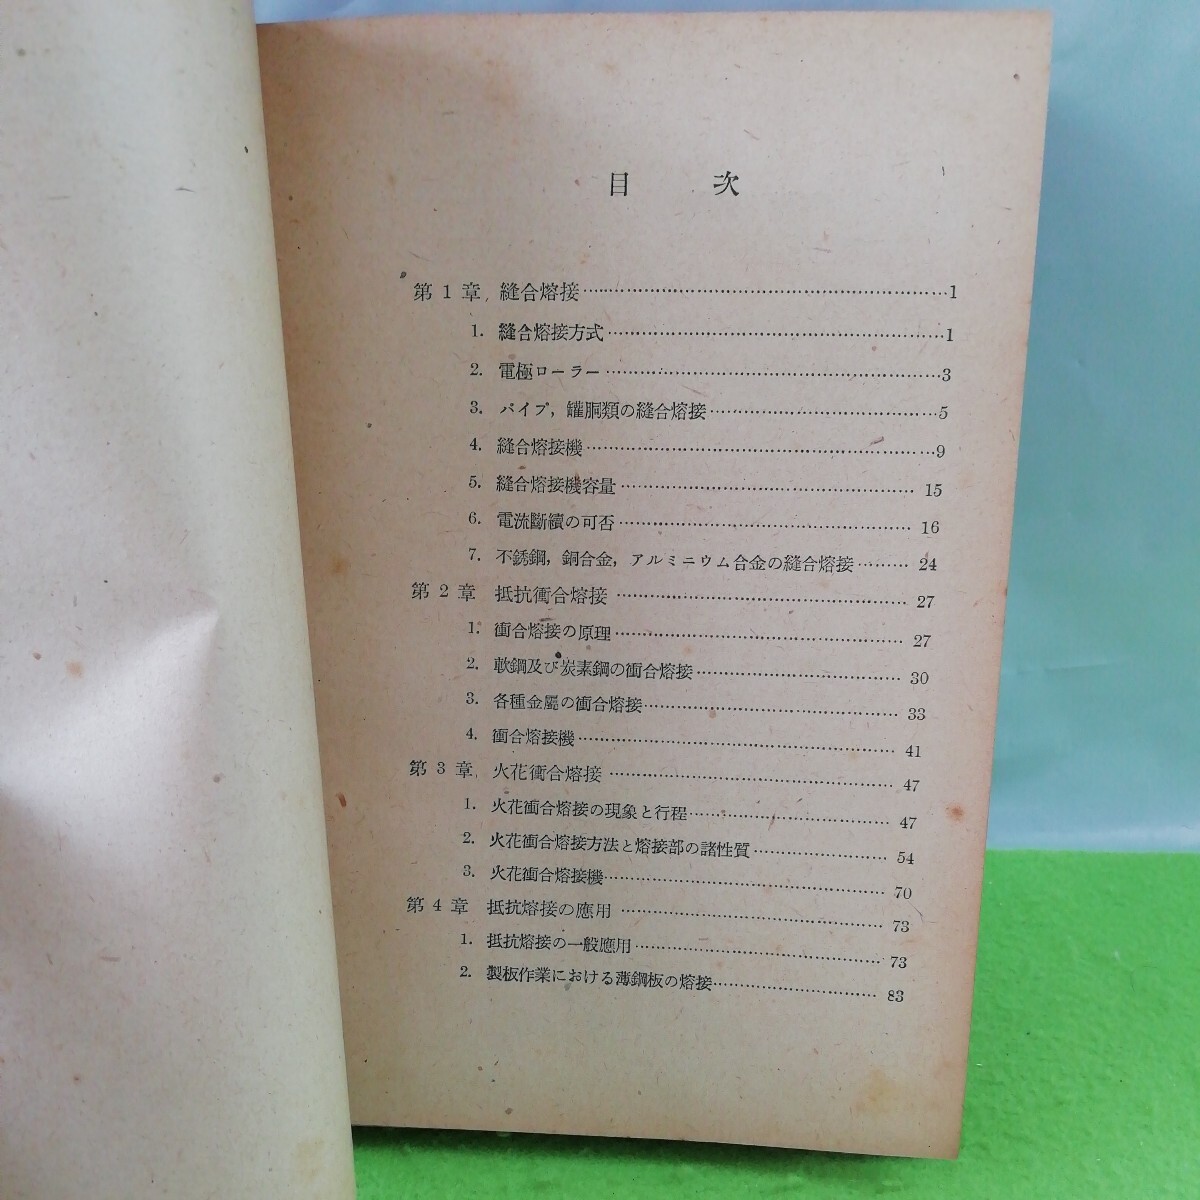 目次
第1章 縫合熔接……1
1. 縫合熔接方式……1
2. 電極ローラー……3
3. パイプ，罐胴類の縫合熔接……5
4. 縫合熔接機……9
5. 縫合熔接機容量……15
6. 電流斷續の可否……16
7. 不銹鋼，銅合金，アルミニウム合金の縫合熔接……24
第2章 抵抗衝合熔接……27
1. 衝合熔接の原理……27
2. 軟鋼及び炭素鋼の衝合熔接……30
3. 各種金屬の衝合熔接……33
4. 衝合熔接機……41
第3章 火花衝合熔接……47
1. 火花衝合熔接の現象と行程……47
2. 火花衝合熔接方法と熔接部の諸性質……54
3. 火花衝合熔接機……70
第4章 抵抗熔接の應用……73
1. 抵抗熔接の一般應用……73
2. 製板作業における薄鋼板の熔接……83